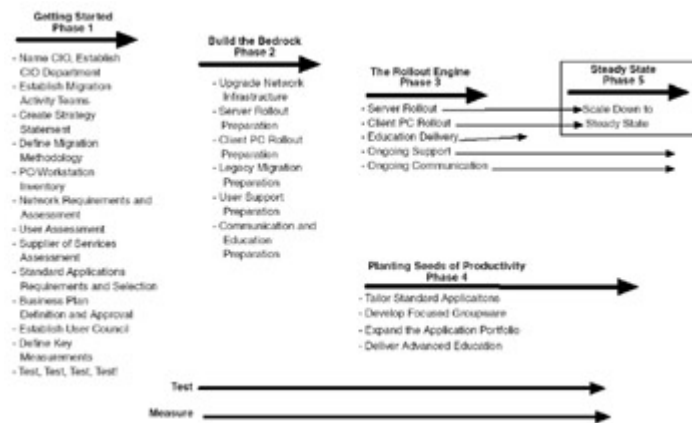 Getting Started
Phase 1
- Name CIO, Establish
CIO Department
- Establish Migration
Activity Teams
- Create Strategy
Statement
- Define Migration
Methodology
- PC/Workstation
Inventory
- Network Requirements and
Assessment
- User Assessment
- Supplier of Services
Assessment
- Standard Applications
Requirements and Selection
- Business Plan
Definition and Approval
- Establish User Council
- Define Key
Measurements
- Test, Test, Test, Test!
Build the Bedrock
Phase 2
- Upgrade Network
Infrastructure
- Server Rollout
Preparation
- Client PC Rollout
Preparation
- Legacy Migration
Preparation
- User Support
Preparation
- Communication and
Education
Preparation
The Rollout Engine
Phase 3
- Server Rollout
- Client PC Rollout
- Education Delivery
- Ongoing Support
- Ongoing Communication
Steady State
Phase 5
Scale Down to
Steady State
Planting Seeds of Productivity
Phase 4
- Tailor Standard Applications
- Develop Focused Groupware
- Expand the Application Portfolio
- Deliver Advanced Education
Test
Measure